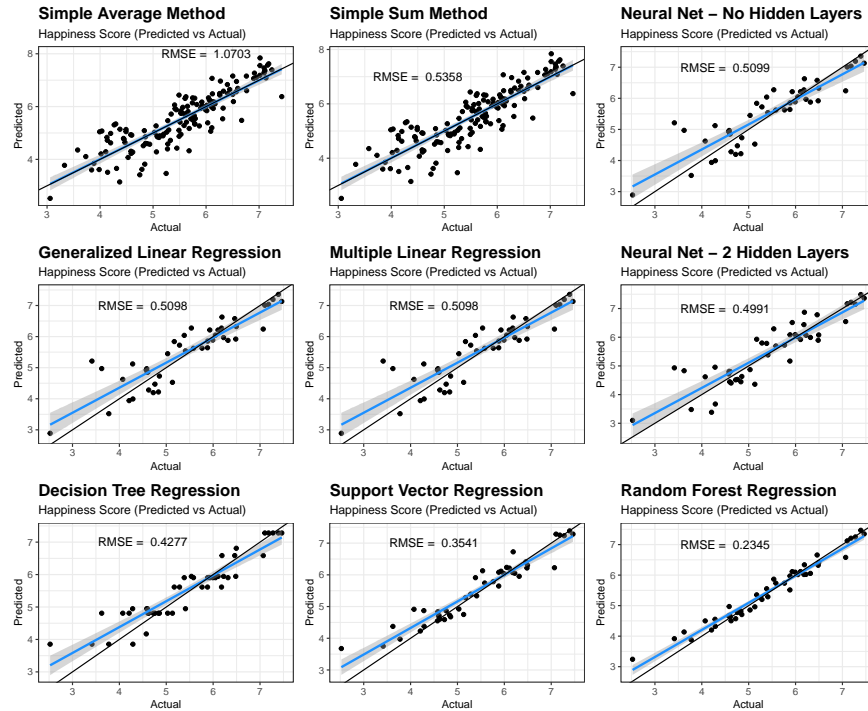 Simple Average Method
Happiness Score (Predicted vs Actual)
RMSE = 1.0703
Predicted
8
6
4
3 4 5 6 7
Actual
Simple Sum Method
Happiness Score (Predicted vs Actual)
RMSE = 0.5358
Predicted
8
6
4
3 4 5 6 7
Actual
Neural Net − No Hidden Layers
Happiness Score (Predicted vs Actual)
RMSE = 0.5099
Predicted
7
6
5
4
3
3 4 5 6 7
Actual
Generalized Linear Regression
Happiness Score (Predicted vs Actual)
RMSE = 0.5098
Predicted
7
6
5
4
3
3 4 5 6 7
Actual
Multiple Linear Regression
Happiness Score (Predicted vs Actual)
RMSE = 0.5098
Predicted
7
6
5
4
3
3 4 5 6 7
Actual
Neural Net − 2 Hidden Layers
Happiness Score (Predicted vs Actual)
RMSE = 0.4991
Predicted
7
6
5
4
3
3 4 5 6 7
Actual
Decision Tree Regression
Happiness Score (Predicted vs Actual)
RMSE = 0.4277
Predicted
7
6
5
4
3
3 4 5 6 7
Actual
Support Vector Regression
Happiness Score (Predicted vs Actual)
RMSE = 0.3541
Predicted
7
6
5
4
3
3 4 5 6 7
Actual
Random Forest Regression
Happiness Score (Predicted vs Actual)
RMSE = 0.2345
Predicted
7
6
5
4
3
3 4 5 6 7
Actual